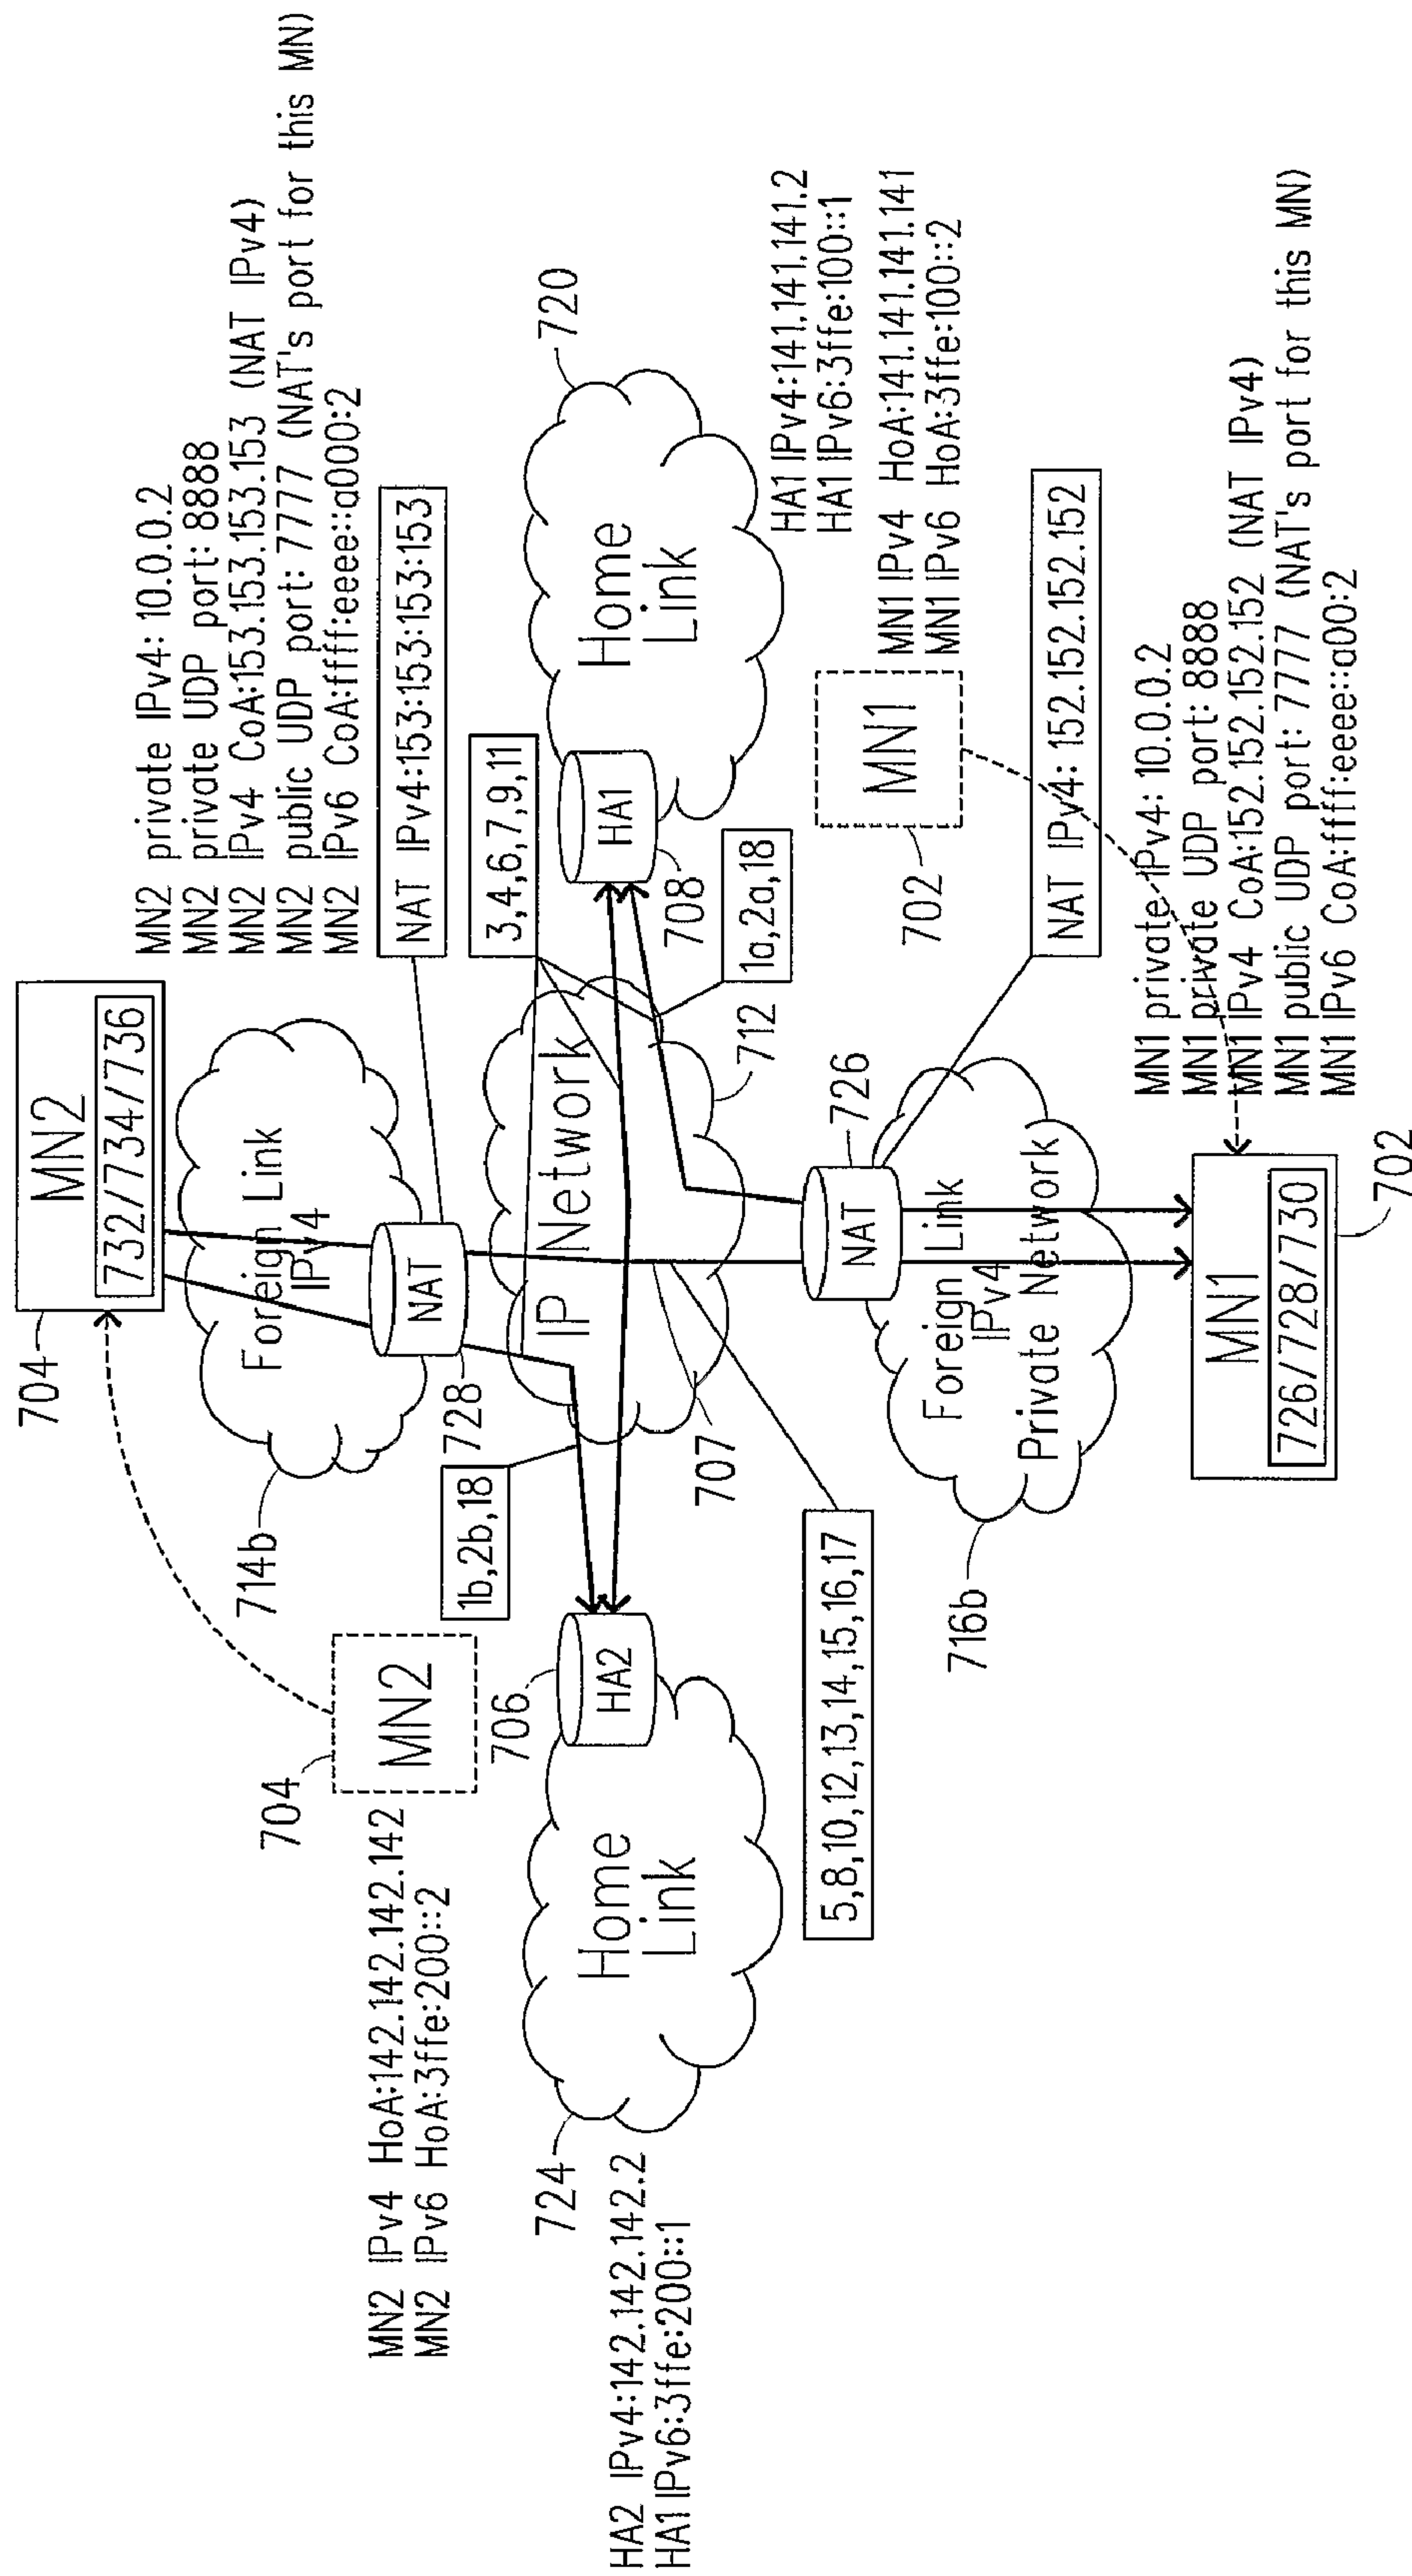 704
MN2
732/734/736
MN2 private IPv4: 10.0.0.2
MN2 private UDP port: 8888
MN2 IPv4 CoA:153.153.153.153 (NAT IPv4)
MN2 public UDP port: 7777 (NAT's port for this MN)
MN2 IPv6 CoA:ffff:eeee::a000:2
714b
Foreign Link
IPv4
NAT
728
NAT IPv4:153:153:153:153
704
MN2
MN2 IPv4 HoA:142.142.142.142
MN2 IPv6 HoA:3ffe:200::2
1b,2b,18
3,4,6,7,9,11
724
Home
Link
706
HA2
HA2 IPv4:142.142.142.2
HA1 IPv6:3ffe:200::1
IP Network
HA1
708
Home
Link
720
1a,2a,18
712
707
HA1 IPv4:141.141.141.2
HA1 IPv6:3ffe:100::1
MN1 IPv4 HoA:141.141.141.141
MN1 IPv6 HoA:3ffe:100::2
MN1
702
5,8,10,12,13,14,15,16,17
NAT
726
NAT IPv4: 152.152.152.152
716b
Foreign Link
IPv4
Private Network
MN1 private IPv4: 10.0.0.2
MN1 private UDP port: 8888
MN1 IPv4 CoA:152.152.152.152 (NAT IPv4)
MN1 public UDP port: 7777 (NAT's port for this MN)
MN1 IPv6 CoA:ffff:eeee::a00:2
MN1
726/728/730
702